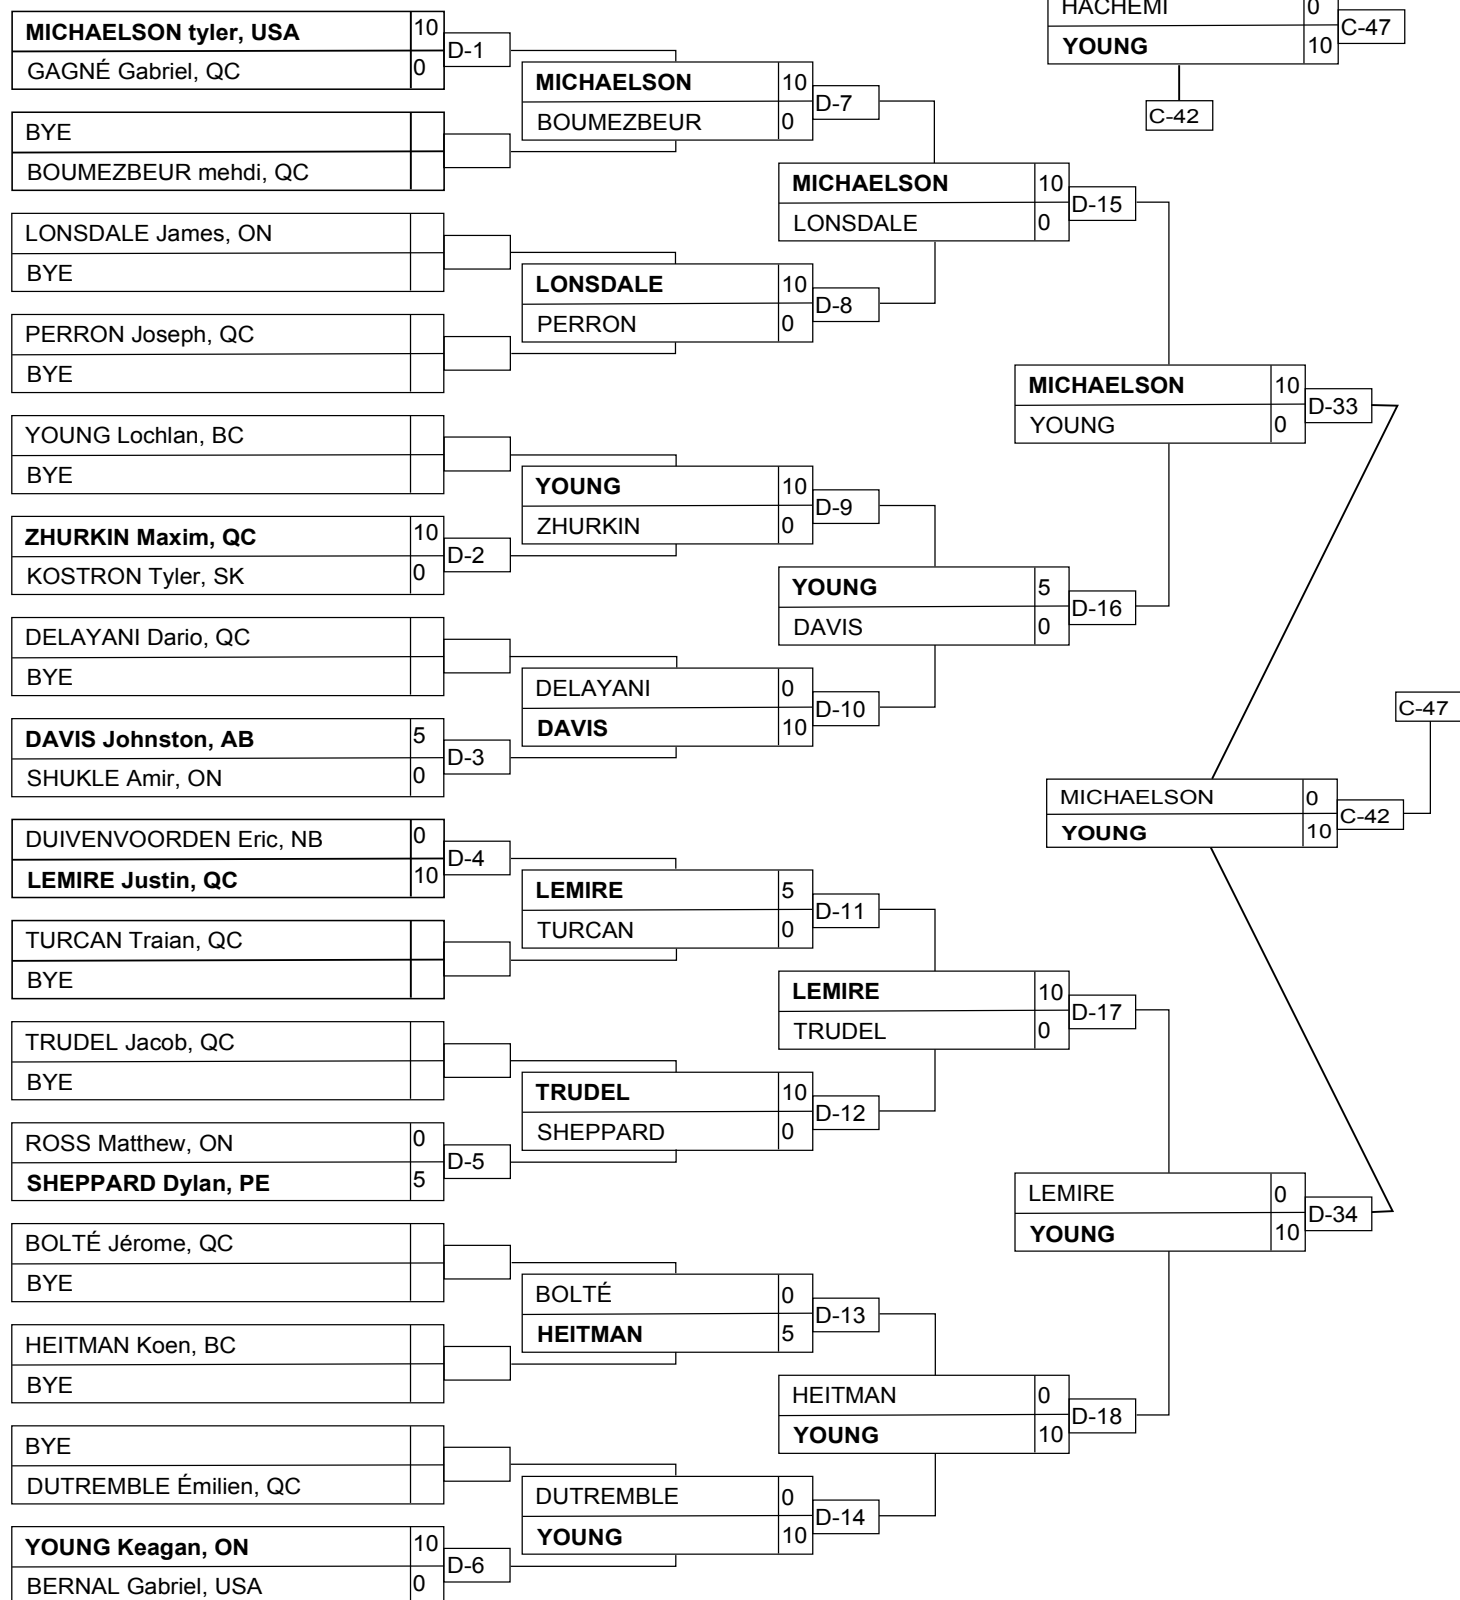 MICHAELSON tyler, USA 10
GAGNÉ Gabriel, QC 0
D-1
BYE
BOUMEZBEUR mehdi, QC
LONSDALE James, ON
BYE
PERRON Joseph, QC
BYE
YOUNG Lochlan, BC
BYE
ZHURKIN Maxim, QC 10
KOSTRON Tyler, SK 0
D-2
DELAYANI Dario, QC
BYE
DAVIS Johnston, AB 5
SHUKLE Amir, ON 0
D-3
DUIVENVOORDEN Eric, NB 0
LEMIRE Justin, QC 10
D-4
TURCAN Traian, QC
BYE
TRUDEL Jacob, QC
BYE
ROSS Matthew, ON 0
SHEPPARD Dylan, PE 5
D-5
BOLTÉ Jérome, QC
BYE
HEITMAN Koen, BC
BYE
BYE
DUTREMBLE Émilien, QC
YOUNG Keagan, ON 10
BERNAL Gabriel, USA 0
D-6
MICHAELSON 10
BOUMEZBEUR 0
D-7
LONSDALE 10
PERRON 0
D-8
YOUNG 10
ZHURKIN 0
D-9
DELAYANI 0
DAVIS 10
D-10
LEMIRE 5
TURCAN 0
D-11
TRUDEL 10
SHEPPARD 0
D-12
BOLTÉ 0
HEITMAN 5
D-13
DUTREMBLE 0
YOUNG 10
D-14
MICHAELSON 10
LONSDALE 0
D-15
YOUNG 5
DAVIS 0
D-16
LEMIRE 10
TRUDEL 0
D-17
HEITMAN 0
YOUNG 10
D-18
MICHAELSON 10
YOUNG 0
D-33
LEMIRE 0
YOUNG 10
D-34
MICHAELSON 0
YOUNG 10
C-42
C-47
HACHEMI 0
YOUNG 10
C-47
C-42